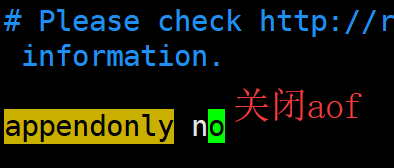 # Please check http://r
information.
appendonly no 关闭aof